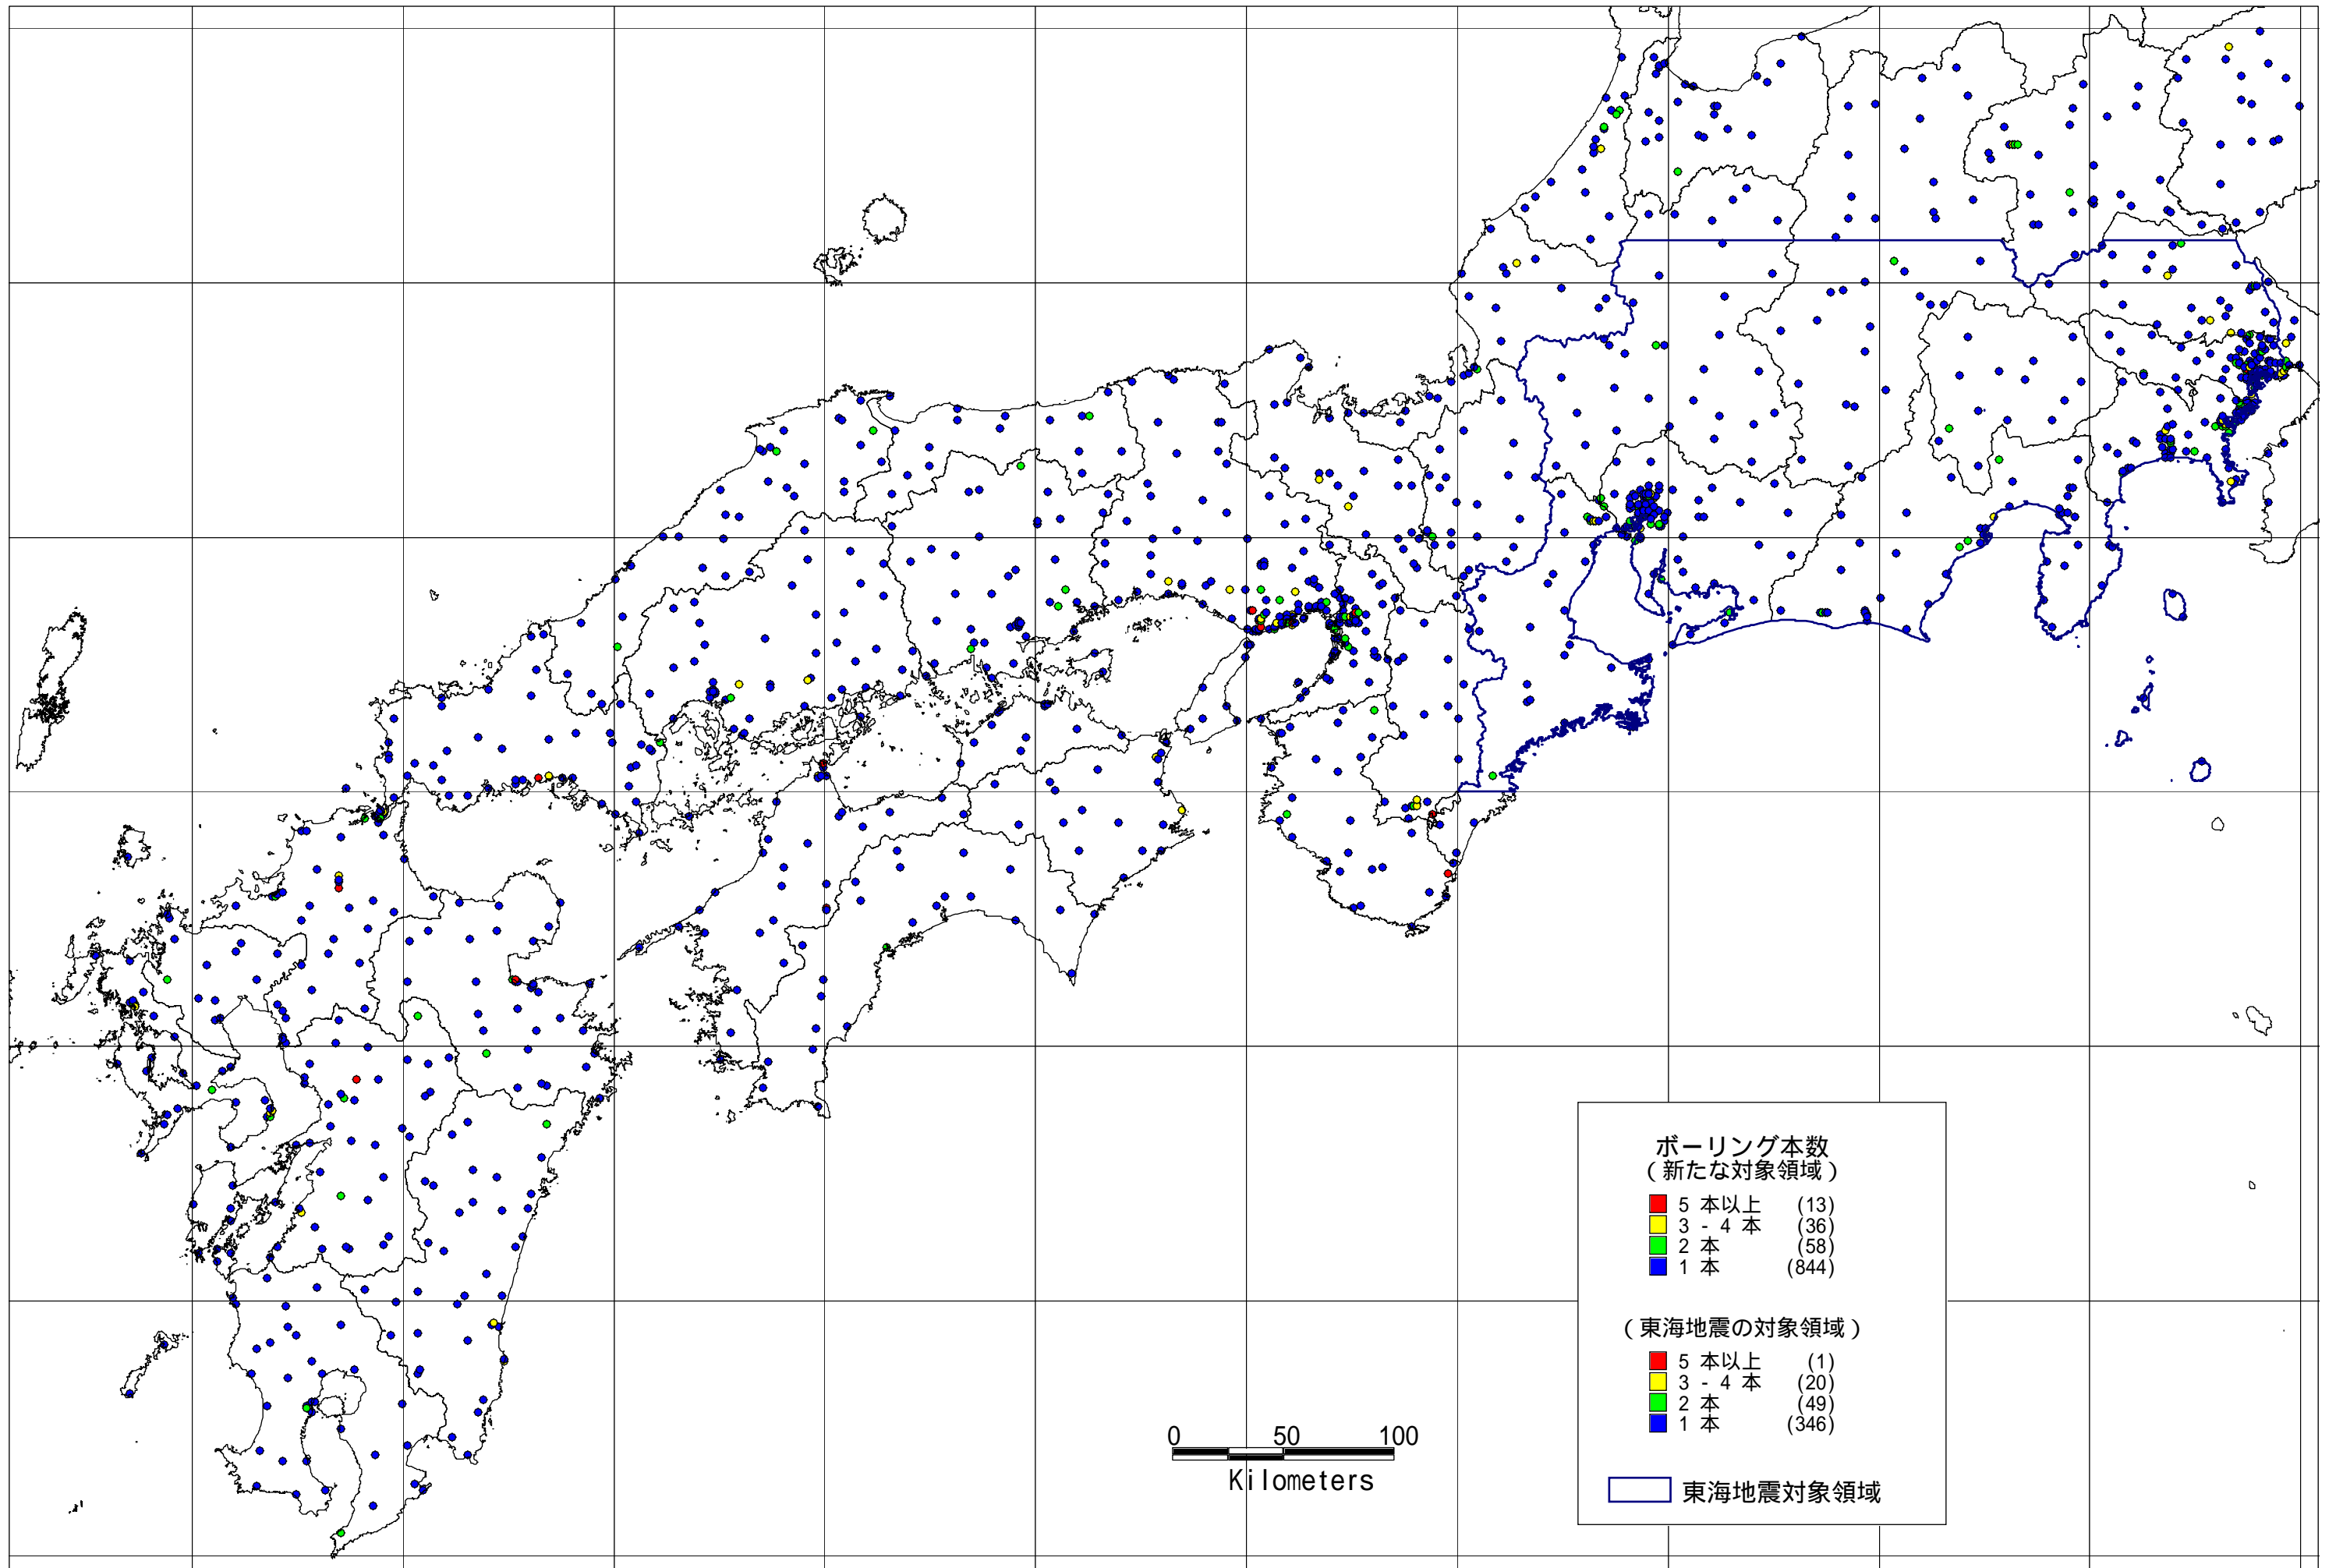 ボーリング本数
(新たな対象領域)
5 本以上 (13)
3 - 4 本 (36)
2 本 (58)
1 本 (844)
(東海地震の対象領域)
5 本以上 (1)
3 - 4 本 (20)
2 本 (49)
1 本 (346)
東海地震対象領域
0 50 100
Kilometers